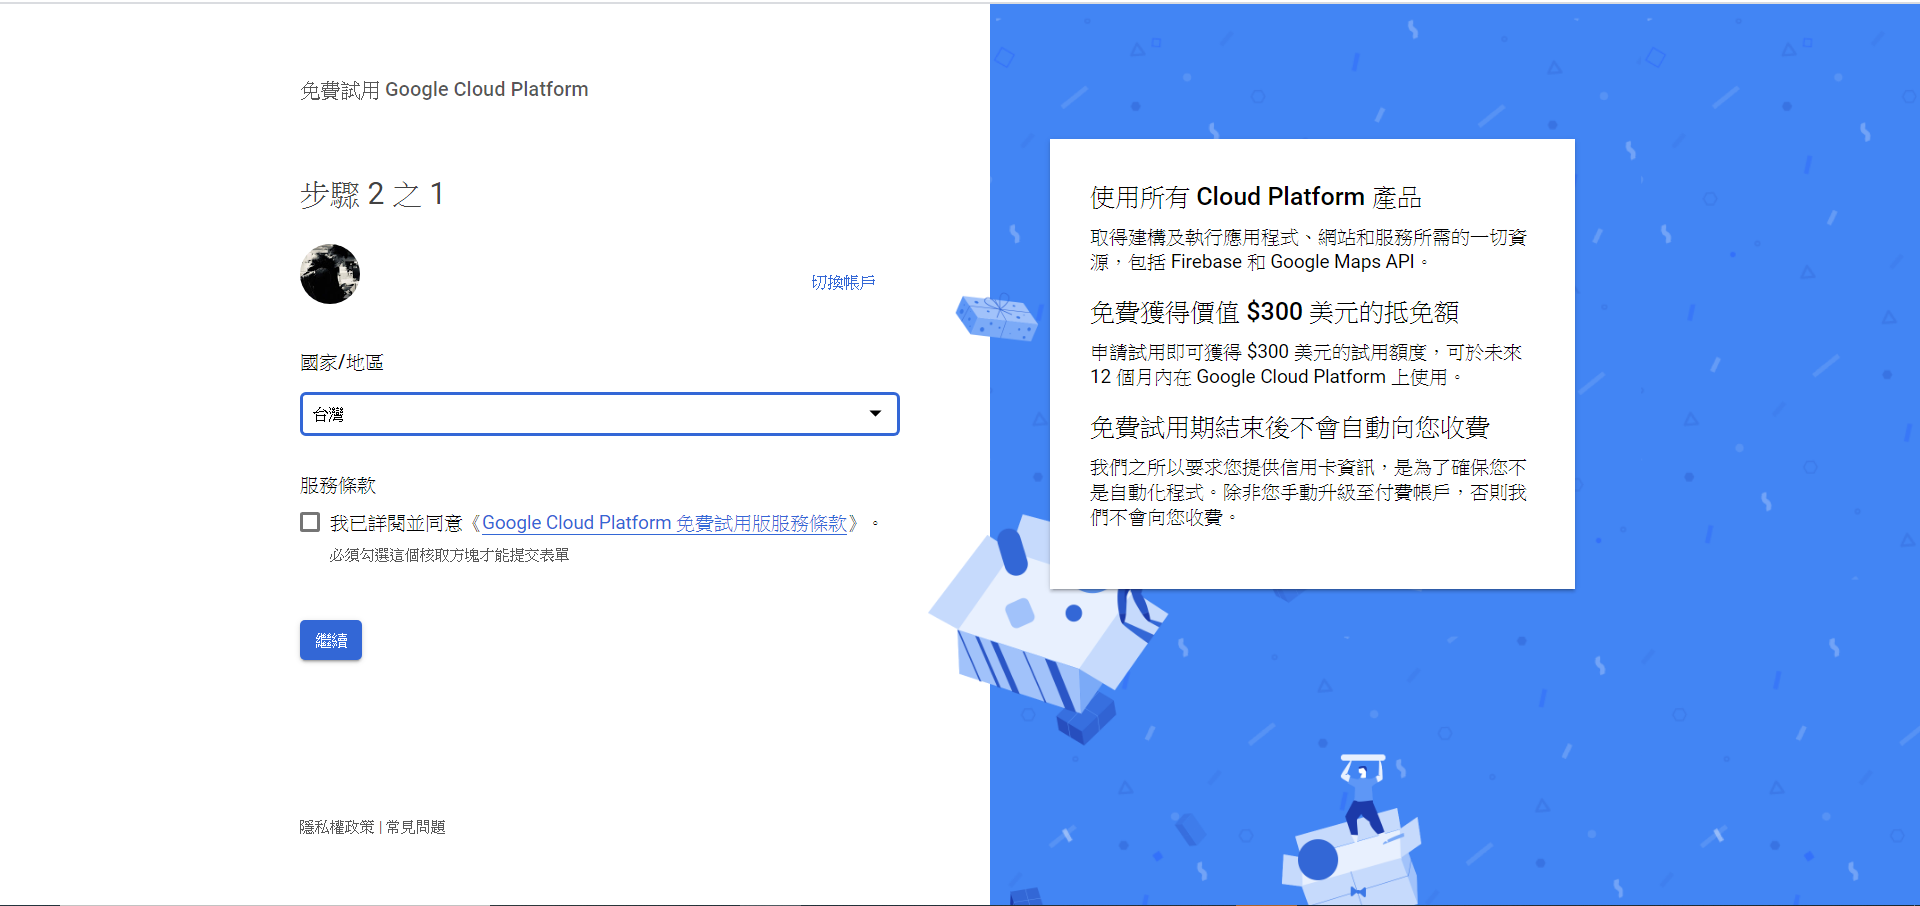 免費試用 Google Cloud Platform
步驟 2 之 1
切換帳戶
國家/地區
台灣
服務條款
我已詳閱並同意《Google Cloud Platform 免費試用版服務條款》。
必須勾選這個核取方塊才能提交表單
繼續
隱私權政策 | 常見問題
使用所有 Cloud Platform 產品
取得建構及執行應用程式、網站和服務所需的一切資
源，包括 Firebase 和 Google Maps API。
免費獲得價值 $300 美元的抵免額
申請試用即可獲得 $300 美元的試用額度，可於未來
12 個月內在 Google Cloud Platform 上使用。
免費試用期結束後不會自動向您收費
我們之所以要求您提供信用卡資訊，是為了確保您不
是自動化程式。除非您手動升級至付費帳戶，否則我
們不會向您收費。